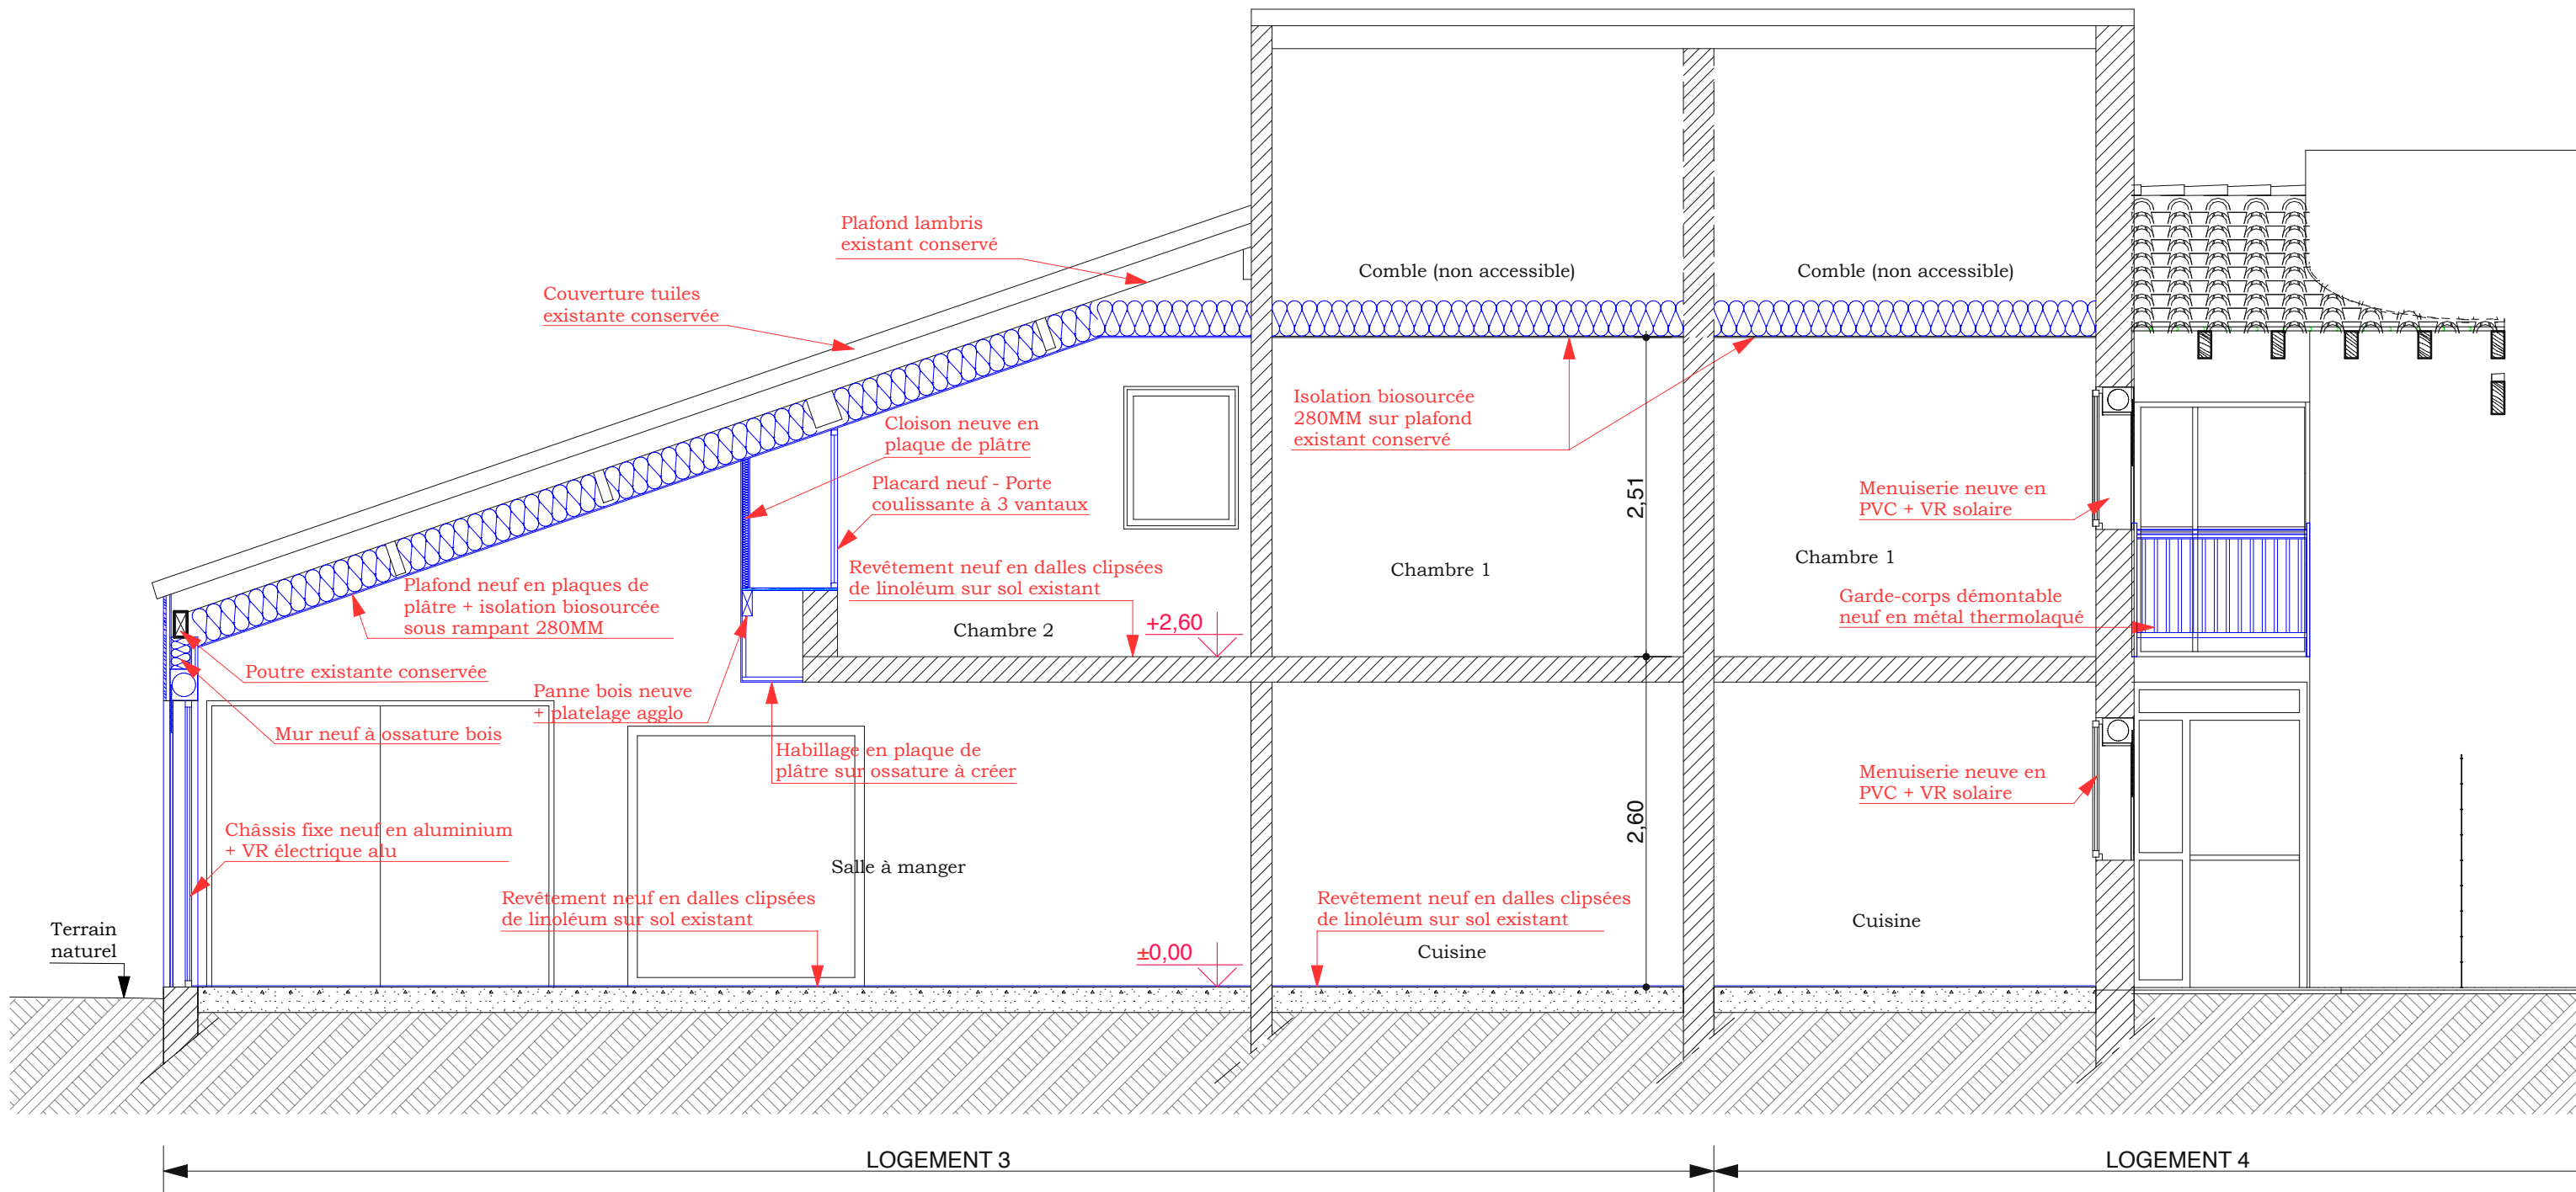 Plafond lambris
existant conservé
Couverture tuiles
existante conservée
Comble (non accessible)
Comble (non accessible)
Isolation biosourcée
280MM sur plafond
existant conservé
Cloison neuve en
plaque de plâtre
Placard neuf - Porte
coulissante à 3 vantaux
2,51
Menuiserie neuve en
PVC + VR solaire
Revêtement neuf en dalles clipsées
de linoléum sur sol existant
Chambre 1
Chambre 1
Plafond neuf en plaques de
plâtre + isolation biosourcée
sous rampant 280MM
Garde-corps démontable
neuf en métal thermolaqué
Chambre 2
+2,60
Poutre existante conservée
Panne bois neuve
+ platelage agglo
Mur neuf à ossature bois
Habillage en plaque de
plâtre sur ossature à créer
Menuiserie neuve en
PVC + VR solaire
2,60
Châssis fixe neuf en aluminium
+ VR électrique alu
Salle à manger
Revêtement neuf en dalles clipsées
de linoléum sur sol existant
Revêtement neuf en dalles clipsées
de linoléum sur sol existant
Cuisine
Terrain
naturel
±0,00
Cuisine
LOGEMENT 3
LOGEMENT 4